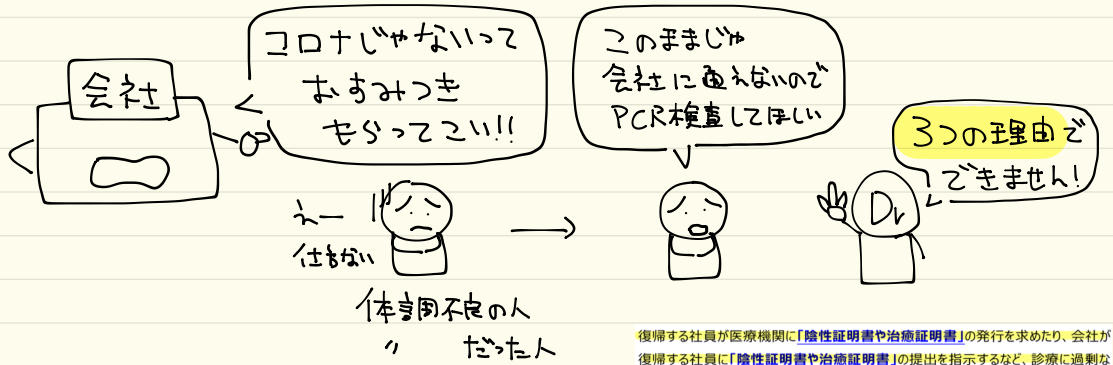 会社
コロナじゃないって
おすみつき
もらってこい!!
えー
仕方ない
体調不良の人
〃 だった人
このままじゃ
会社に通えないので
PCR検査してほしい
3つの理由で
できません!
Dr
復帰する社員が医療機関に「陰性証明書や治癒証明書」の発行を求めたり、会社が
復帰する社員に「陰性証明書や治癒証明書」の提出を指示するなど、診療に過剰な